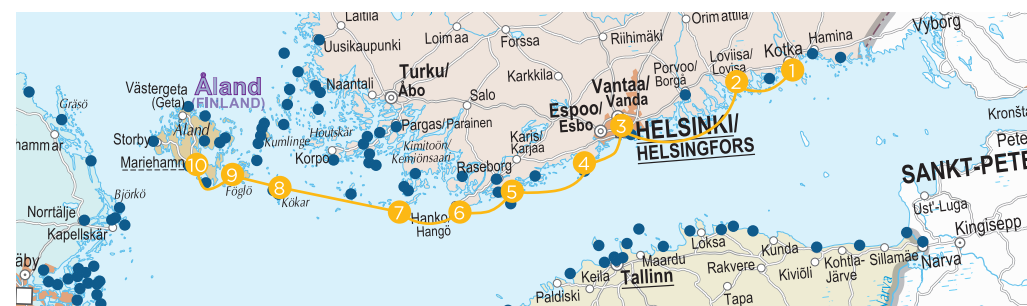 Laitila
Uusikaupunki
Loimaa
Forssa
Riihimäki
Orimattila
Loviisa/
Lovisa
Kotka
Hamina
Vyborg
Västergeta
(Geta)
Åland
(FINLAND)
Naantali
Turku/
Åbo
Karkkila
Salo
Vantaa/
Vanda
Porvoo/
Borgå
1
2
Gräsö
Storby
Åland
Kumlinge
Houtskär
Pargas/Parainen
Kimitoön
Kemiönsaari
Karis/
Karjaa
Espoo/
Esbo
3
HELSINKI/
HELSINGFORS
Mariehamn
10
9
Föglö
8
Kökar
Korpo
Raseborg
4
5
6
7
Hanko/
Hangö
Björkö
Norrtälje
Kapellskär
Paldiski
Keila
Tallinn
Maardu
Loksa
Rakvere
Tapa
Kunda
Kiviõli
Kohtla-
Järve
Sillamäe
Narva
Kingisepp
Ust'-Luga
SANKT-PETE
Pete
Kronšta